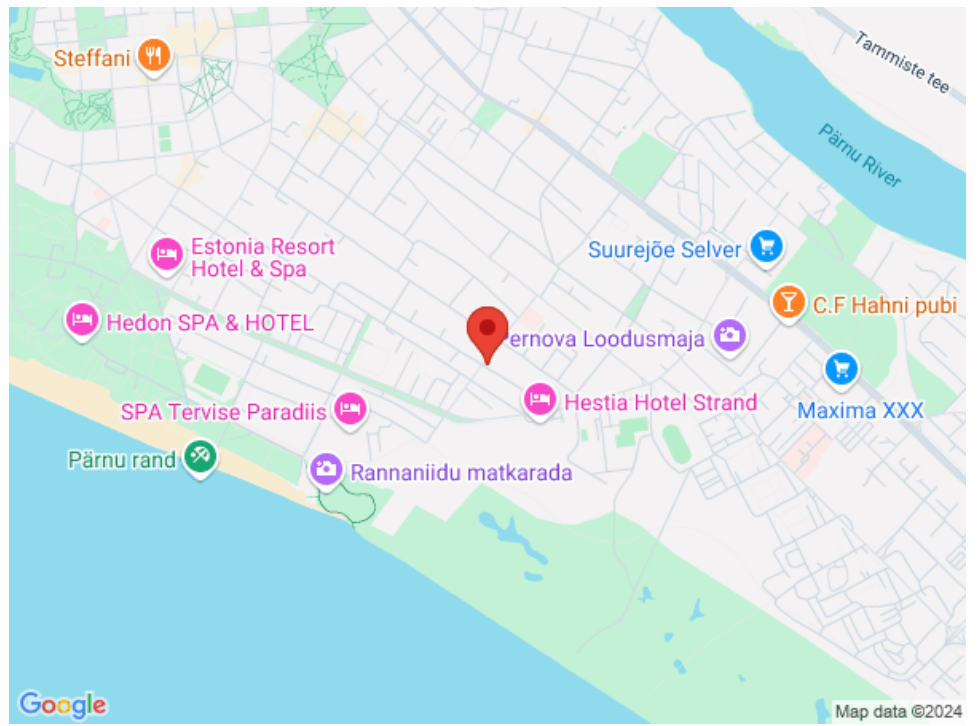 Steffani
Tammiste tee
Pärnu River
Estonia Resort
Hotel & Spa
Suurejõe Selver
C.F Hahni pubi
Hedon SPA & HOTEL
Pernova Loodusmaja
SPA Tervise Paradiis
Hestia Hotel Strand
Maxima XXX
Pärnu rand
Rannaniidu matkarada
Google
Map data ©2024